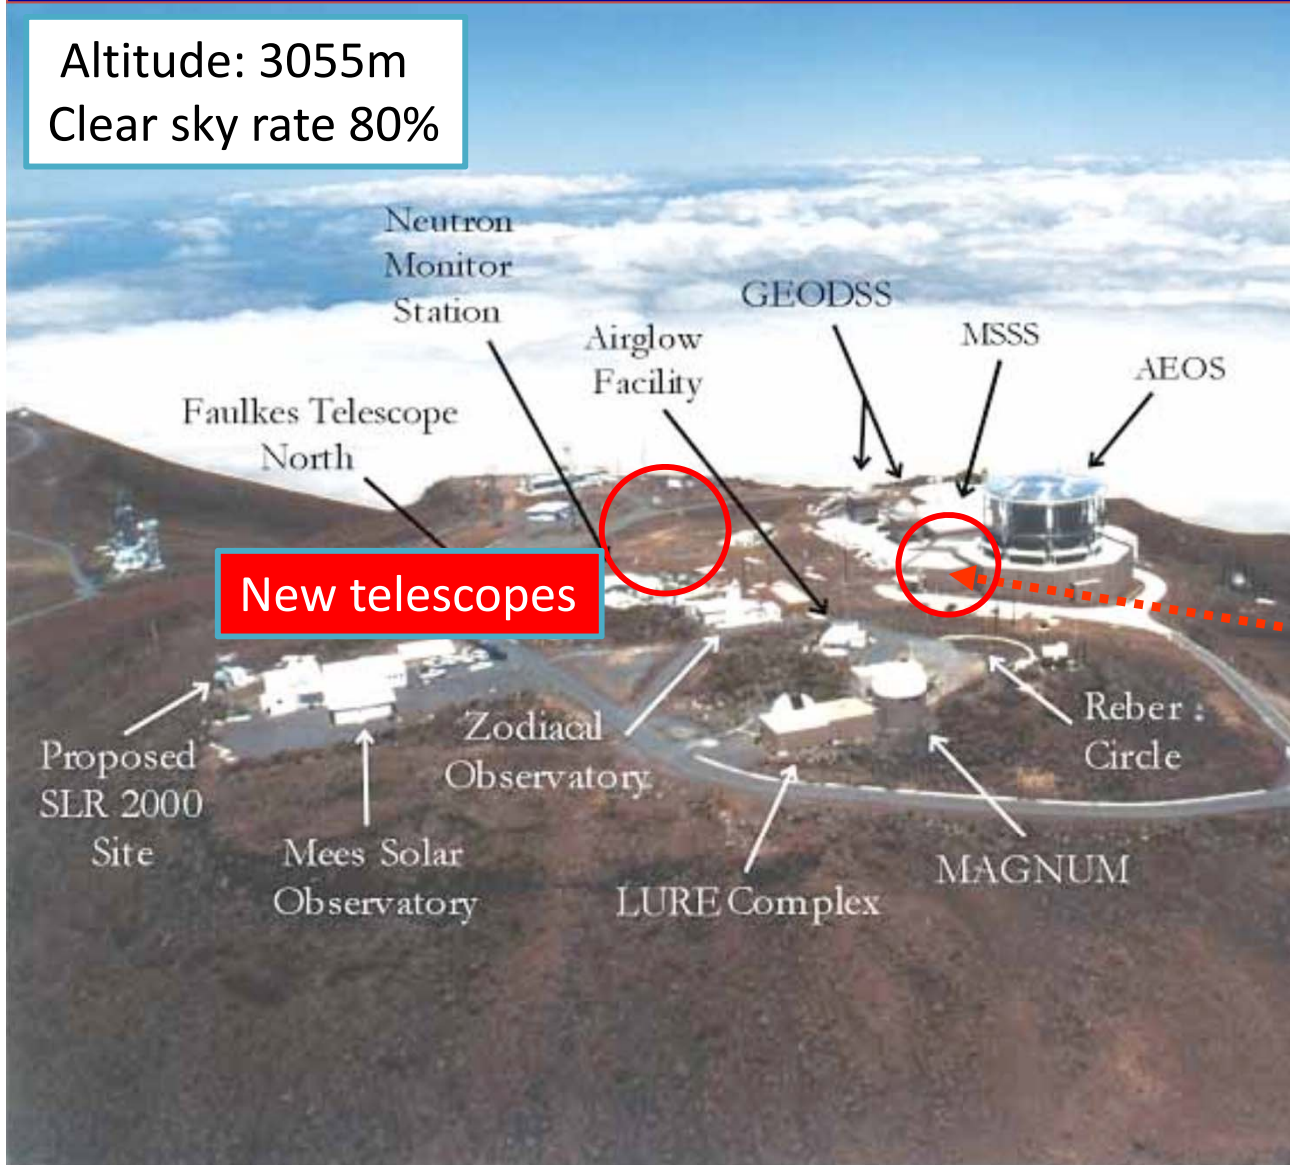 Altitude: 3055m
Clear sky rate 80%
Neutron
Monitor
Station
GEODSS
Airglow
Facility
MSSS
AEOS
Faulkes Telescope
North
New telescopes
Proposed
SLR 2000
Site
Mees Solar
Observatory
Zodiacal
Observatory
LURE Complex
MAGNUM
Reber
Circle